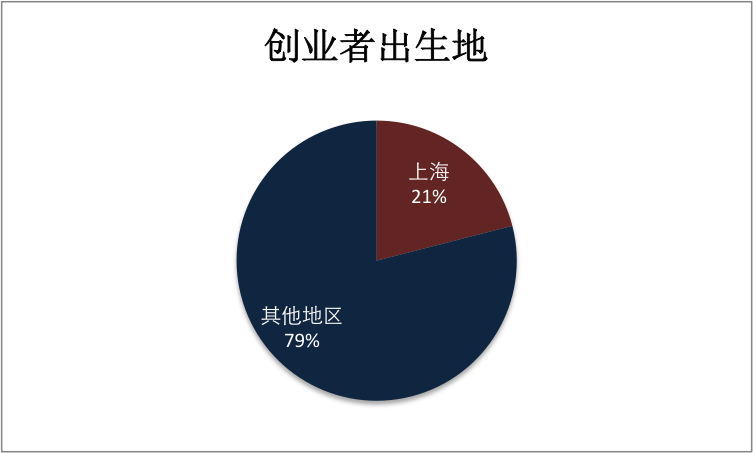 创业者出生地
上海
21%
其他地区
79%